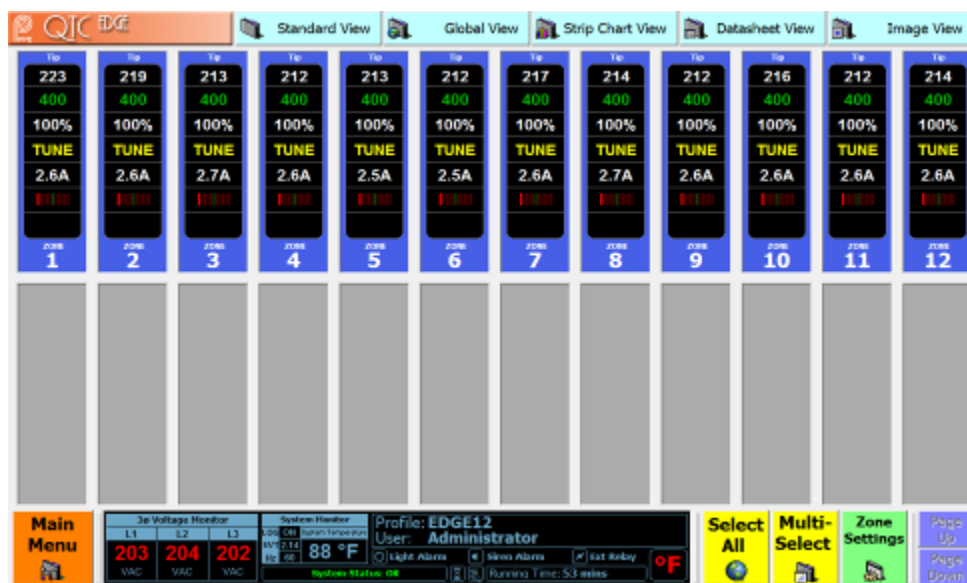 QIC EDGE
Standard View Global View Strip Chart View Datasheet View Image View
Tip Tip Tip Tip Tip Tip Tip Tip Tip Tip Tip Tip
223 219 213 212 213 212 217 214 212 216 212 214
400 400 400 400 400 400 400 400 400 400 400 400
100% 100% 100% 100% 100% 100% 100% 100% 100% 100% 100% 100%
TUNE TUNE TUNE TUNE TUNE TUNE TUNE TUNE TUNE TUNE TUNE TUNE
2.6A 2.6A 2.7A 2.6A 2.5A 2.5A 2.6A 2.7A 2.6A 2.6A 2.6A 2.6A
ZONE ZONE ZONE ZONE ZONE ZONE ZONE ZONE ZONE ZONE ZONE ZONE
1 2 3 4 5 6 7 8 9 10 11 12
Main
Menu
3ø Voltage Monitor
L1 L2 L3
203 204 202
VAC VAC VAC
System Monitor
ON System Temperature
Hz 60 88 °F
System Status: OK
Profile: EDGE12
User: Administrator
Light Alarm Siren Alarm Ext Relay
Running Time: 53 mins
°F
Select
All
Multi-
Select
Zone
Settings
Page
Up
Page
Down